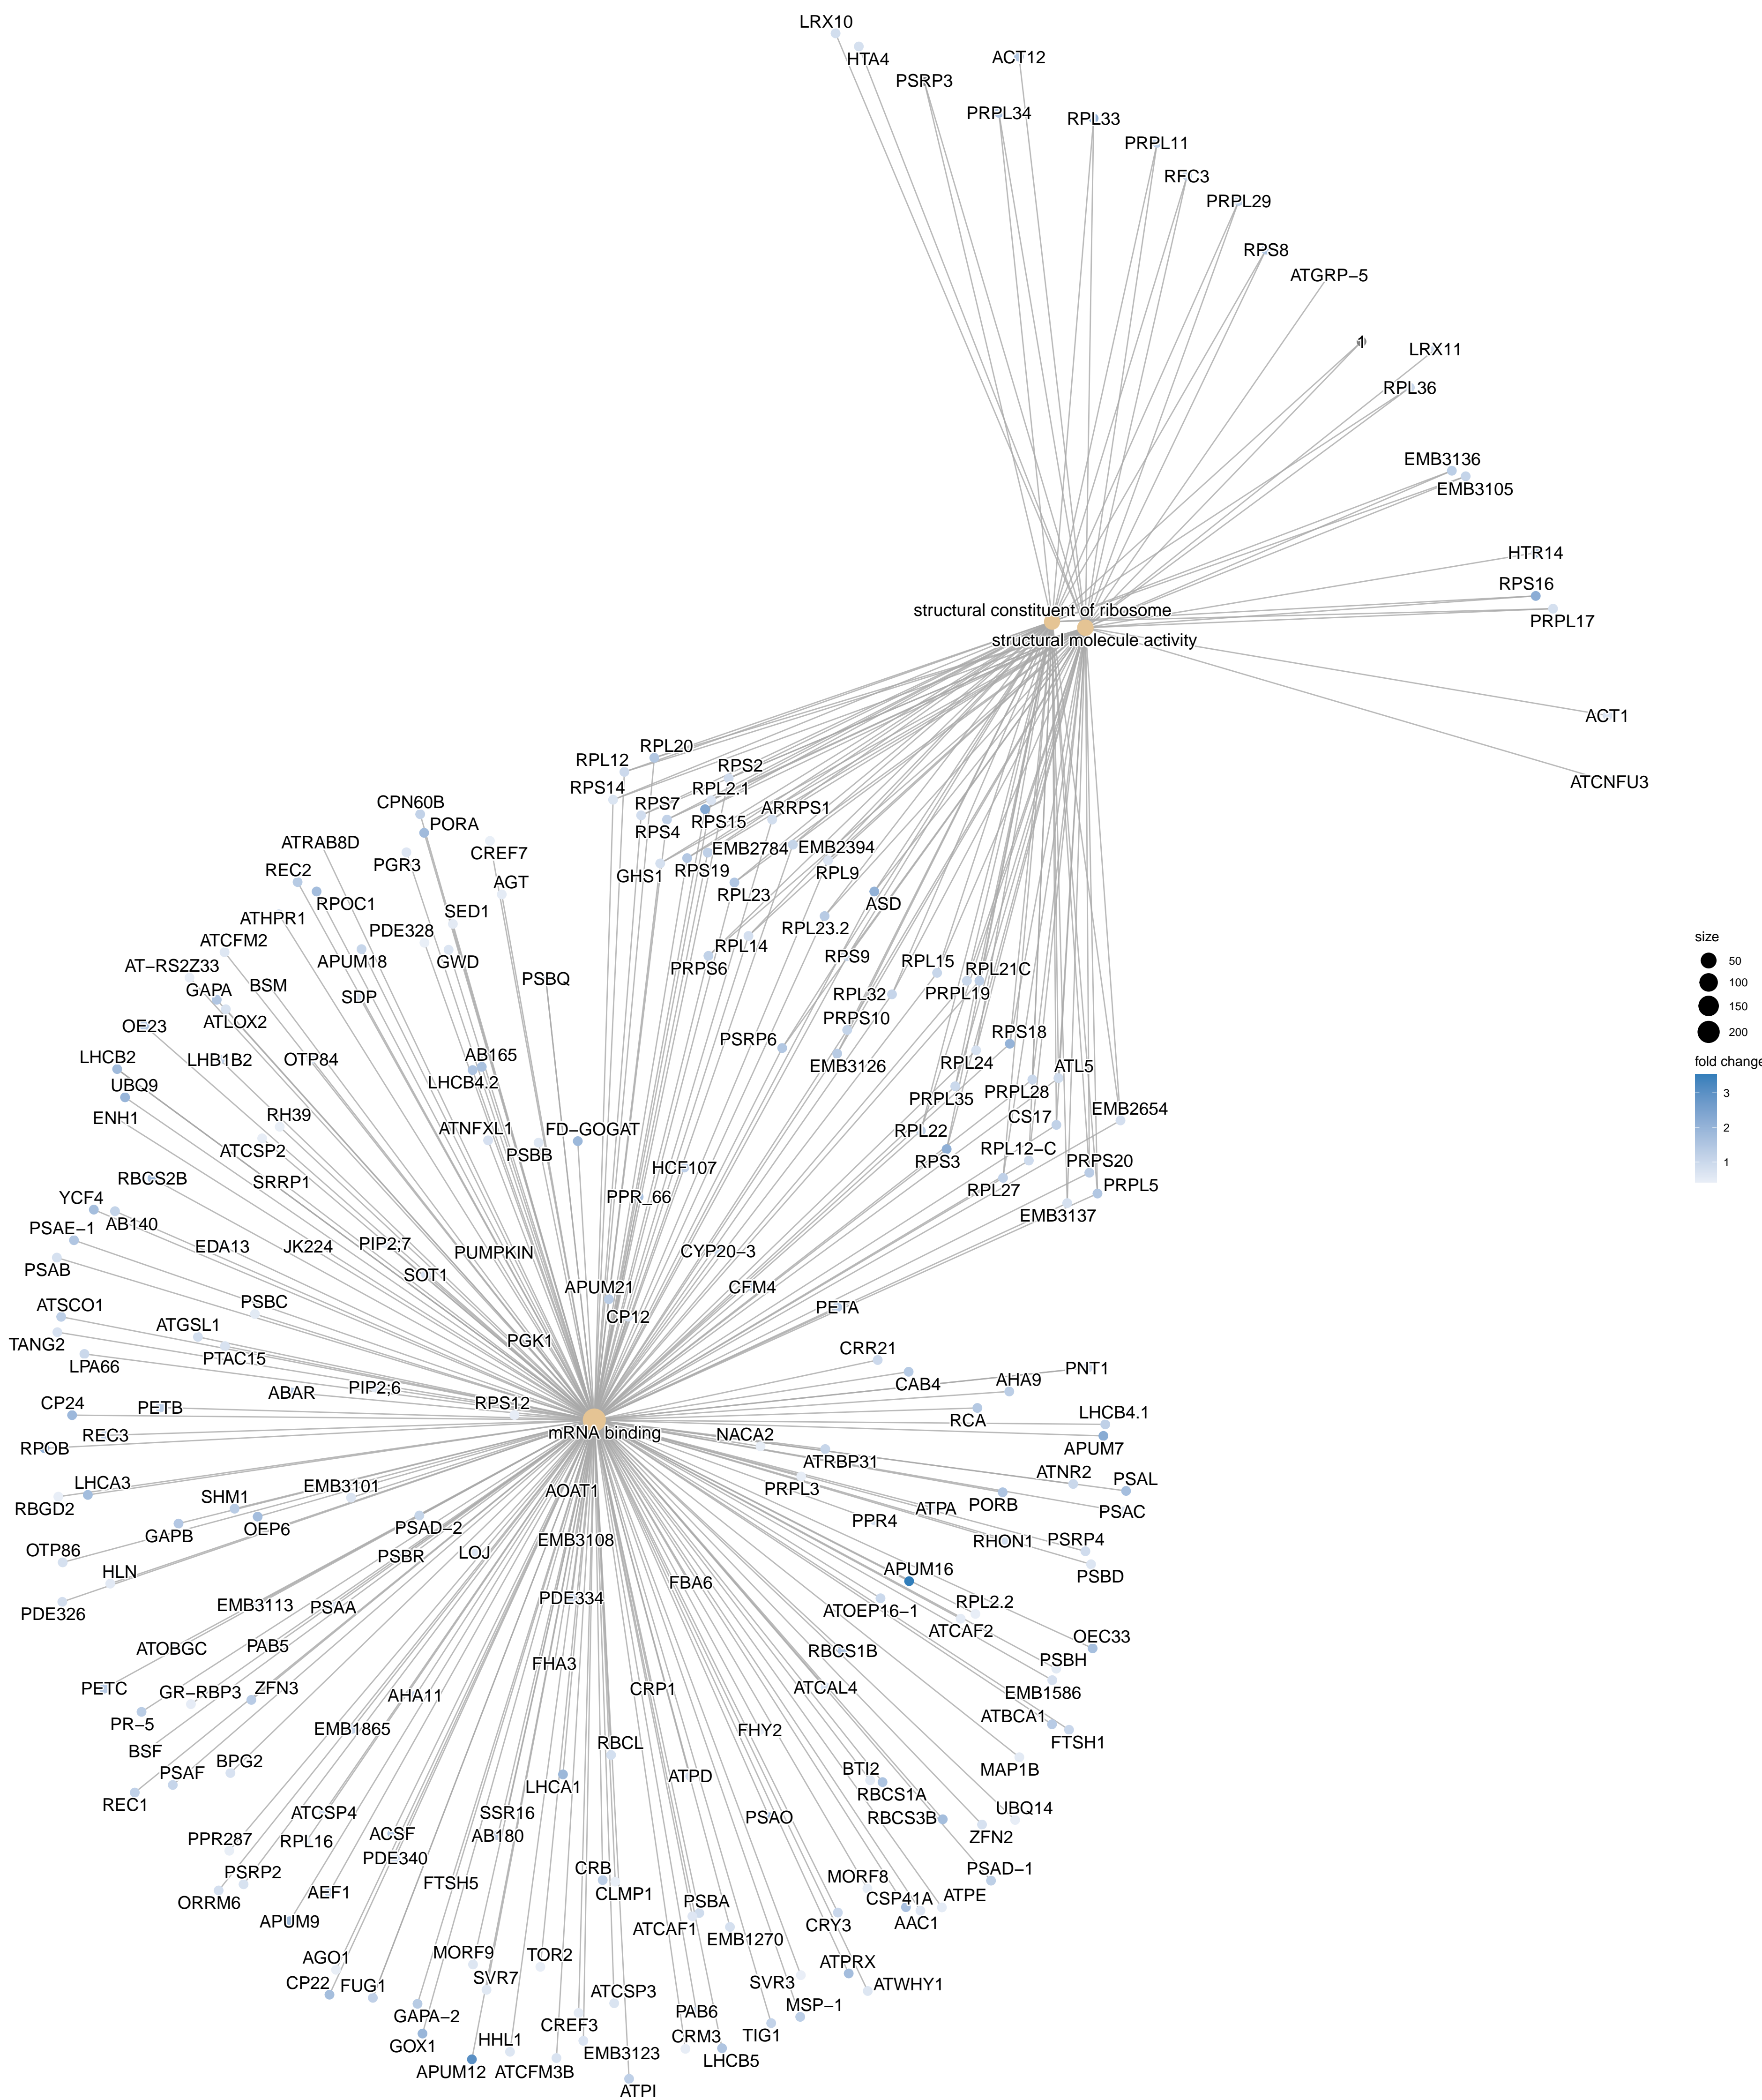 LRX10
HTA4
ACT12
PSRP3
PRPL34
RPL33
PRPL11
RFC3
PRPL29
RPS8
ATGRP−5
1
LRX11
RPL36
EMB3136
EMB3105
HTR14
RPS16
structural constituent of ribosome
PRPL17
structural molecule activity
ACT1
RPL20
RPL12
RPS2
ATCNFU3
RPS14
RPL2.1
CPN60B
RPS7
ARRPS1
PORA
RPS15
RPS4
ATRAB8D
CREF7
EMB2784
EMB2394
PGR3
REC2
GHS1
RPS19
RPL9
AGT
RPL23
RPOC1
ASD
SED1
ATHPR1
PDE328
RPL23.2
ATCFM2
RPL14
size
APUM18
GWD
RPS9
RPL15
50
AT−RS2Z33
PRPS6
RPL21C
PSBQ
100
GAPA
BSM
SDP
RPL32
PRPL19
150
ATLOX2
PRPS10
OE23
RPS18
200
PSRP6
LHCB2
LHB1B2
OTP84
AB165
EMB3126
RPL24
ATL5
fold change
LHCB4.2
UBQ9
PRPL28
3
PRPL35
EMB2654
ENH1
RH39
CS17
ATNFXL1
FD−GOGAT
RPL22
2
ATCSP2
PSBB
RPL12−C
RPS3
PRPS20
1
HCF107
RBCS2B
SRRP1
PRPL5
RPL27
YCF4
PPR_66
EMB3137
AB140
PSAE−1
EDA13
JK224
PIP2;7
PUMPKIN
CYP20−3
PSAB
SOT1
APUM21
CFM4
ATSCO1
PSBC
PETA
CP12
ATGSL1
TANG2
PGK1
CRR21
PTAC15
LPA66
PNT1
CAB4
AHA9
ABAR
PIP2;6
CP24
PETB
RPS12
LHCB4.1
RCA
REC3
mRNA binding
NACA2
RPOB
APUM7
ATRBP31
ATNR2
PSAL
LHCA3
EMB3101
AOAT1
PRPL3
SHM1
PORB
RBGD2
ATPA
PSAC
PSAD−2
PPR4
OEP6
GAPB
EMB3108
RHON1
PSRP4
OTP86
PSBR
LOJ
APUM16
HLN
PSBD
FBA6
PDE334
RPL2.2
EMB3113
PSAA
ATOEP16−1
PDE326
ATCAF2
OEC33
ATOBGC
PAB5
RBCS1B
PSBH
FHA3
PETC
GR−RBP3
ZFN3
CRP1
ATCAL4
EMB1586
AHA11
ATBCA1
PR−5
EMB1865
FHY2
RBCL
FTSH1
BSF
BPG2
BTI2
MAP1B
PSAF
ATPD
LHCA1
RBCS1A
REC1
UBQ14
ATCSP4
SSR16
PSAO
RBCS3B
ACSF
AB180
PPR287
RPL16
ZFN2
PDE340
CRB
PSAD−1
PSRP2
FTSH5
MORF8
AEF1
CLMP1
ATPE
ORRM6
CSP41A
PSBA
APUM9
AAC1
ATCAF1
CRY3
EMB1270
MORF9
TOR2
AGO1
ATPRX
SVR7
CP22
FUG1
SVR3
ATWHY1
ATCSP3
MSP−1
GAPA−2
PAB6
CREF3
TIG1
HHL1
CRM3
GOX1
EMB3123
LHCB5
APUM12
ATCFM3B
ATPI